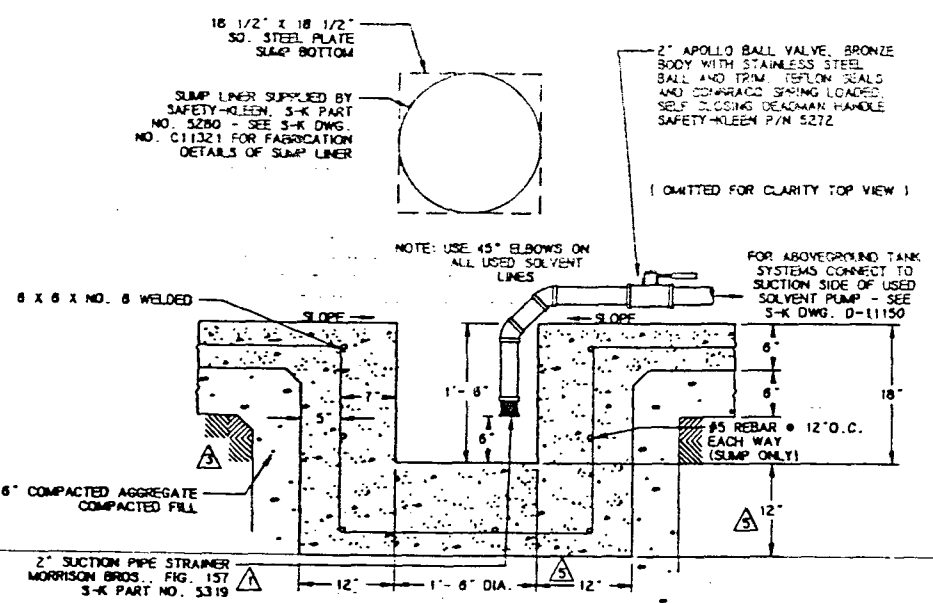 18 1/2" X 18 1/2"
SQ. STEEL PLATE
SUMP BOTTOM
SUMP LINER SUPPLIED BY
SAFETY-KLEEN, S-K PART
NO. 5280 - SEE S-K DWG.
NO. C11321 FOR FABRICATION
DETAILS OF SUMP LINER
2" APOLLO BALL VALVE, BRONZE
BODY WITH STAINLESS STEEL
BALL AND TRIM, TEFLON SEALS
AND CONBRACO SPRING LOADED,
SELF CLOSING DEADMAN HANDLE
SAFETY-KLEEN P/N 5272
( OMITTED FOR CLARITY TOP VIEW )
NOTE: USE 45° ELBOWS ON
ALL USED SOLVENT
LINES
FOR ABOVEGROUND TANK
SYSTEMS CONNECT TO
SUCTION SIDE OF USED
SOLVENT PUMP - SEE
S-K DWG. D-11150
6 X 6 X NO. 6 WELDED
SLOPE
SLOPE
6"
1'- 6"
7"
6"
18"
5"
6"
#5 REBAR @ 12"O.C.
EACH WAY
(SUMP ONLY)
3
6" COMPACTED AGGREGATE
COMPACTED FILL
12"
5
2" SUCTION PIPE STRAINER
MORRISON BROS., FIG. 157
S-K PART NO. 5319
1
12"
1'- 6" DIA.
5
12"